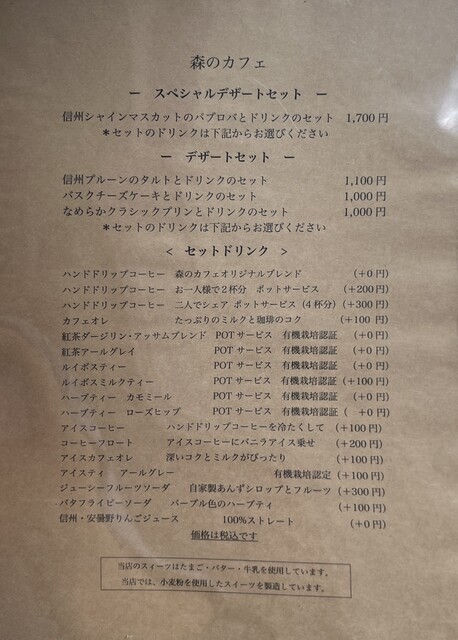 森のカフェ
ー スペシャルデザートセット ー
信州シャインマスカットのパブロバとドリンクのセット 1,700円
＊セットのドリンクは下記からお選びください
ー デザートセット ー
信州プルーンのタルトとドリンクのセット 1,100円
バスクチーズケーキとドリンクのセット 1,000円
なめらかクラシックプリンとドリンクのセット 1,000円
＊セットのドリンクは下記からお選びください
＜ セットドリンク ＞
ハンドドリップコーヒー 森のカフェオリジナルブレンド (+0円)
ハンドドリップコーヒー お一人様で2杯分 ポットサービス (+200円)
ハンドドリップコーヒー 二人でシェア ポットサービス (4杯分) (+300円)
カフェオレ たっぷりのミルクと珈琲のコク (+100円)
紅茶ダージリン・アッサムブレンド POTサービス 有機栽培認証 (+0円)
紅茶アールグレイ POTサービス 有機栽培認証 (+0円)
ルイボスティー POTサービス 有機栽培認証 (+0円)
ルイボスミルクティー POTサービス 有機栽培認証 (+100円)
ハーブティー カモミール POTサービス 有機栽培認証 (+0円)
ハーブティー ローズヒップ POTサービス 有機栽培認証 ( +0円)
アイスコーヒー ハンドドリップコーヒーを冷たくして (+100円)
コーヒーフロート アイスコーヒーにバニラアイス乗せ (+200円)
アイスカフェオレ 深いコクとミルクがぴったり (+100円)
アイスティ アールグレー 有機栽培認定 (+100円)
ジューシーフルーツソーダ 自家製あんずシロップとフルーツ (+300円)
バタフライピーソーダ パープル色のハーブティ (+100円)
信州・安曇野りんごジュース 100%ストレート (+0円)
価格は税込です
当店のスィーツはたまご・バター・牛乳を使用しています。
当店では、小麦粉を使用したスイーツを製造しています。